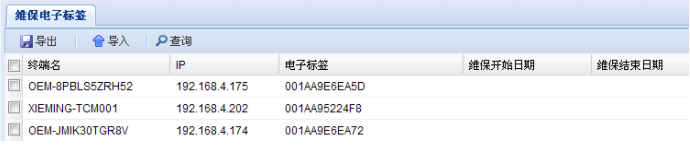 维保电子标签
导出 导入 查询
终端名 IP 电子标签 维保开始日期 维保结束日期
OEM-8PBLS5ZRH52 192.168.4.175 001AA9E6EA5D
XIEMING-TCM001 192.168.4.202 001AA95224F8
OEM-JMIK30TGR8V 192.168.4.174 001AA9E6EA72